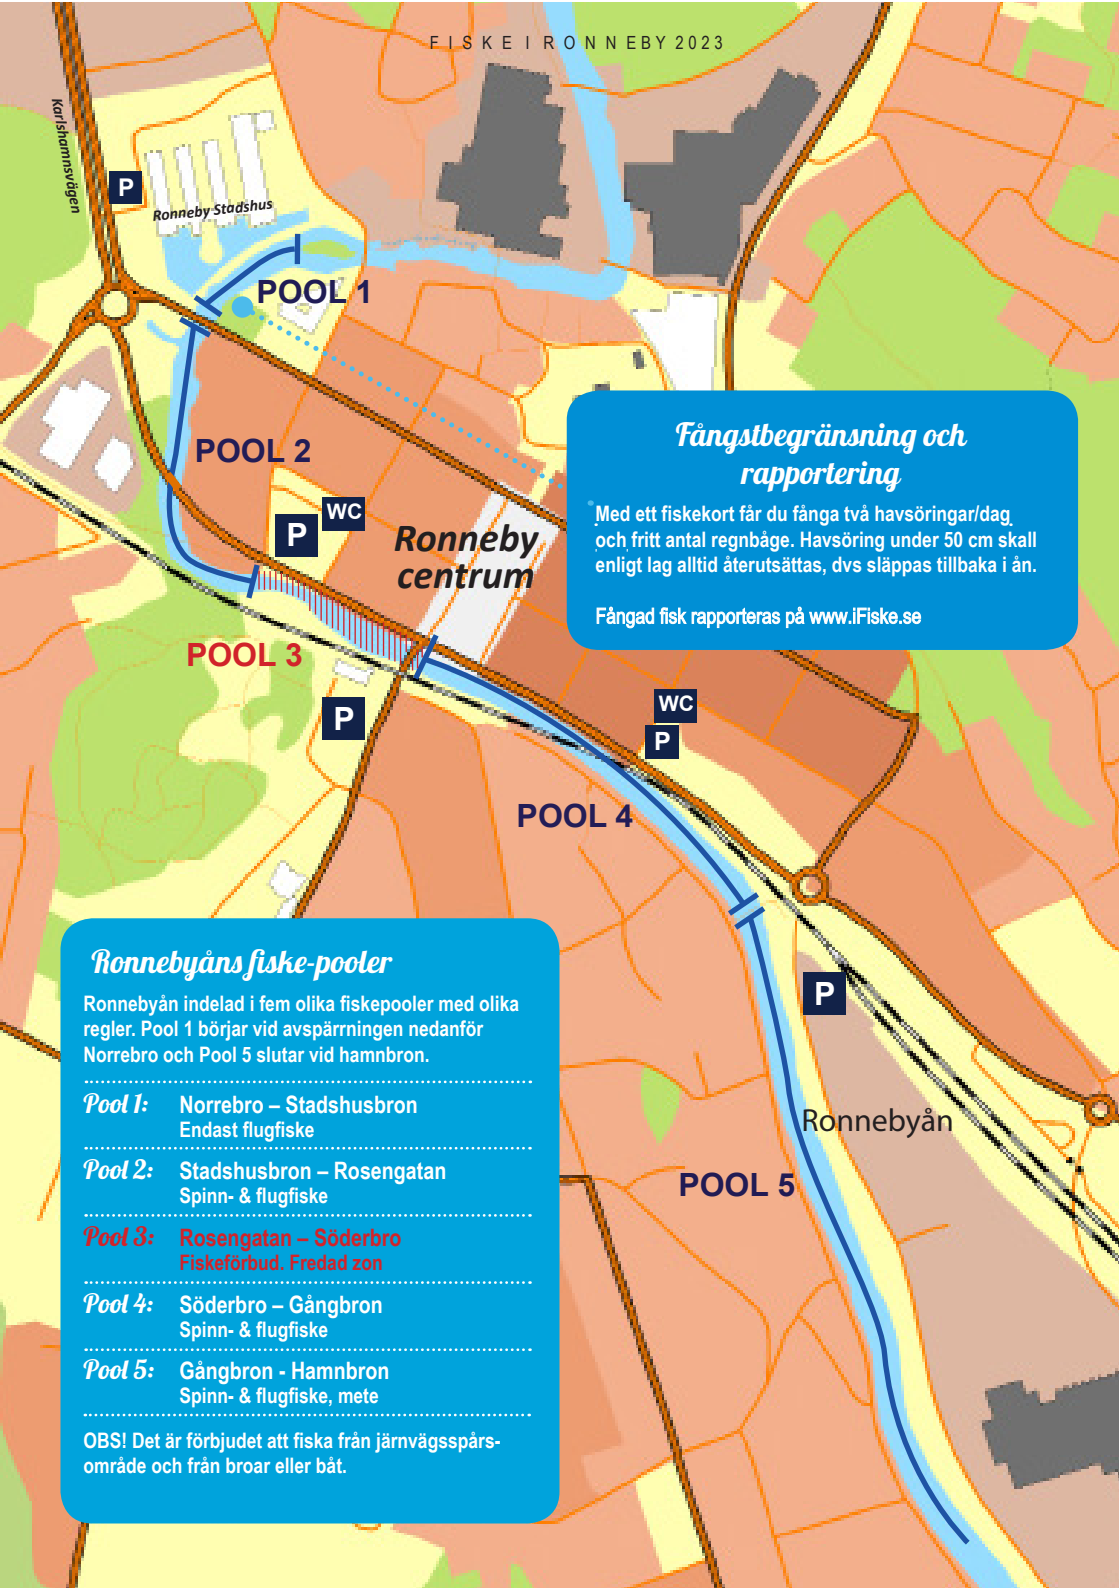 FISKE I RONNEBY 2023
Karlshamnsvägen
P
Ronneby Stadshus
POOL 1
POOL 2
Fångstbegränsning och
rapportering
Med ett fiskekort får du fånga två havsöringar/dag
och fritt antal regnbåge. Havsöring under 50 cm skall
enligt lag alltid återutsättas, dvs släppas tillbaka i ån.
Fångad fisk rapporteras på www.iFiske.se
WC
P
Ronneby
centrum
POOL 3
P
WC
P
POOL 4
Ronnebyåns fiske-pooler
Ronnebyån indelad i fem olika fiskepooler med olika
regler. Pool 1 börjar vid avspärrningen nedanför
Norrebro och Pool 5 slutar vid hamnbron.
Pool 1: Norrebro – Stadshusbron
Endast flugfiske
Pool 2: Stadshusbron – Rosengatan
Spinn- & flugfiske
Pool 3: Rosengatan – Söderbro
Fiskeförbud. Fredad zon
Pool 4: Söderbro – Gångbron
Spinn- & flugfiske
Pool 5: Gångbron - Hamnbron
Spinn- & flugfiske, mete
OBS! Det är förbjudet att fiska från järnvägsspårs-
område och från broar eller båt.
P
Ronnebyån
POOL 5